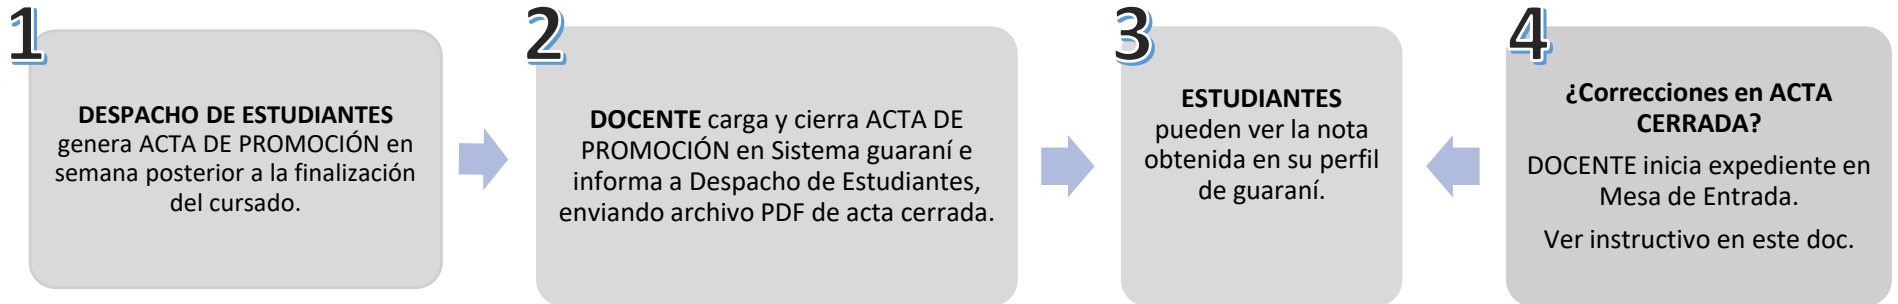 1
DESPACHO DE ESTUDIANTES
genera ACTA DE PROMOCIÓN en
semana posterior a la finalización
del cursado.
2
DOCENTE carga y cierra ACTA DE
PROMOCIÓN en Sistema guaraní e
informa a Despacho de Estudiantes,
enviando archivo PDF de acta cerrada.
3
ESTUDIANTES
pueden ver la nota
obtenida en su perfil
de guaraní.
4
¿Correcciones en ACTA
CERRADA?
DOCENTE inicia expediente en
Mesa de Entrada.
Ver instructivo en este doc.